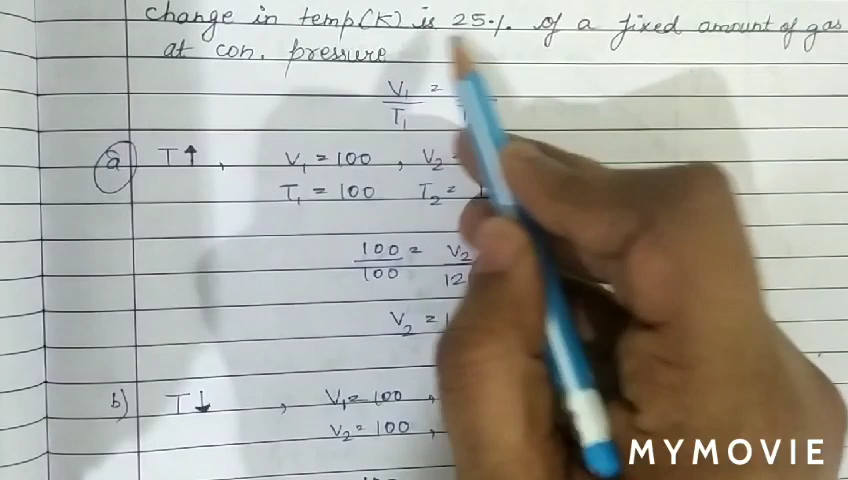 change in temp(K) is 25%. of a fixed amount of gas
at con. pressure
V₁ =
T₁
a) T↑ , V₁ = 100 , V₂ =
T₁ = 100 T₂ =
100 = V₂
100 12
V₂ =
b) T↓ , V₁ = 100 ,
V₂ = 100 ,
MYMOVIE